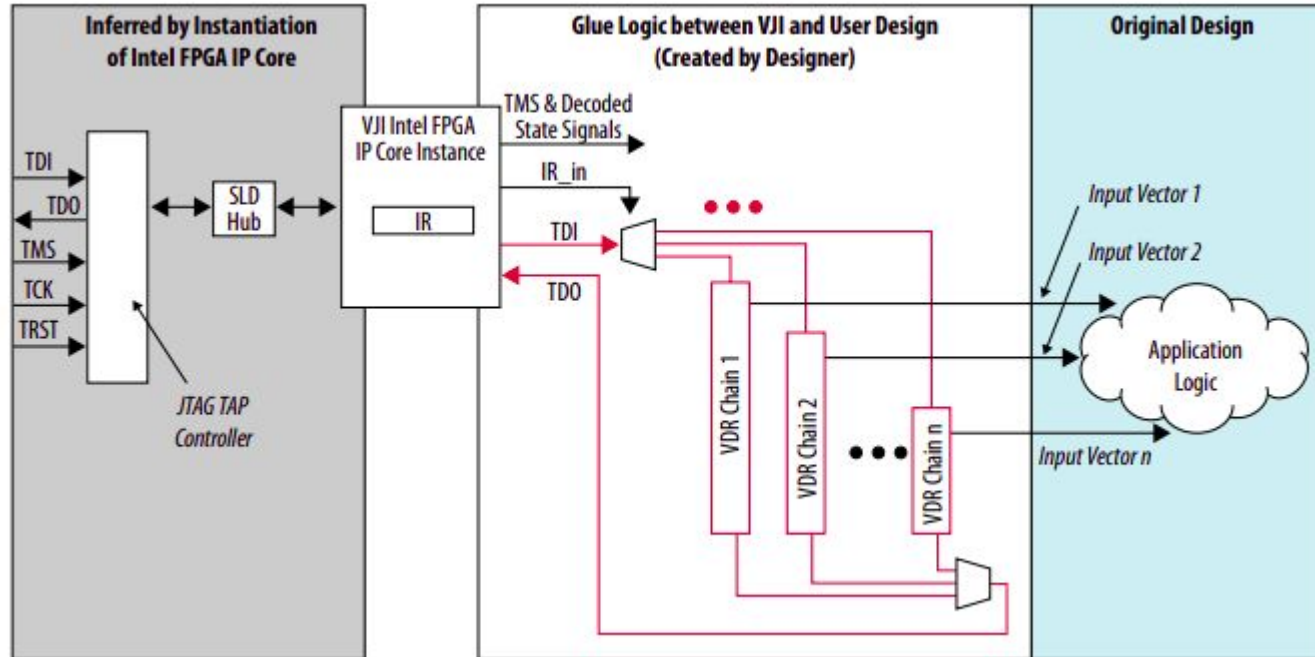 Inferred by Instantiation
of Intel FPGA IP Core
Glue Logic between VJI and User Design
(Created by Designer)
Original Design
TDI
TDO
TMS
TCK
TRST
SLD
Hub
JTAG TAP
Controller
VJI Intel FPGA
IP Core Instance
IR
TMS & Decoded
State Signals
IR_in
TDI
TDO
VDR Chain 1
VDR Chain 2
VDR Chain n
Input Vector 1
Input Vector 2
Application
Logic
Input Vector n